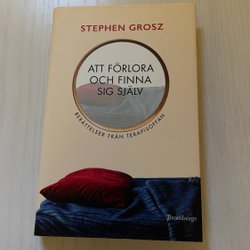 STEPHEN GROSZ
ATT FÖRLORA
OCH FINNA
SIG SJÄLV
BERÄTTELSER FRÅN TERAPISOFFAN
Brombergs